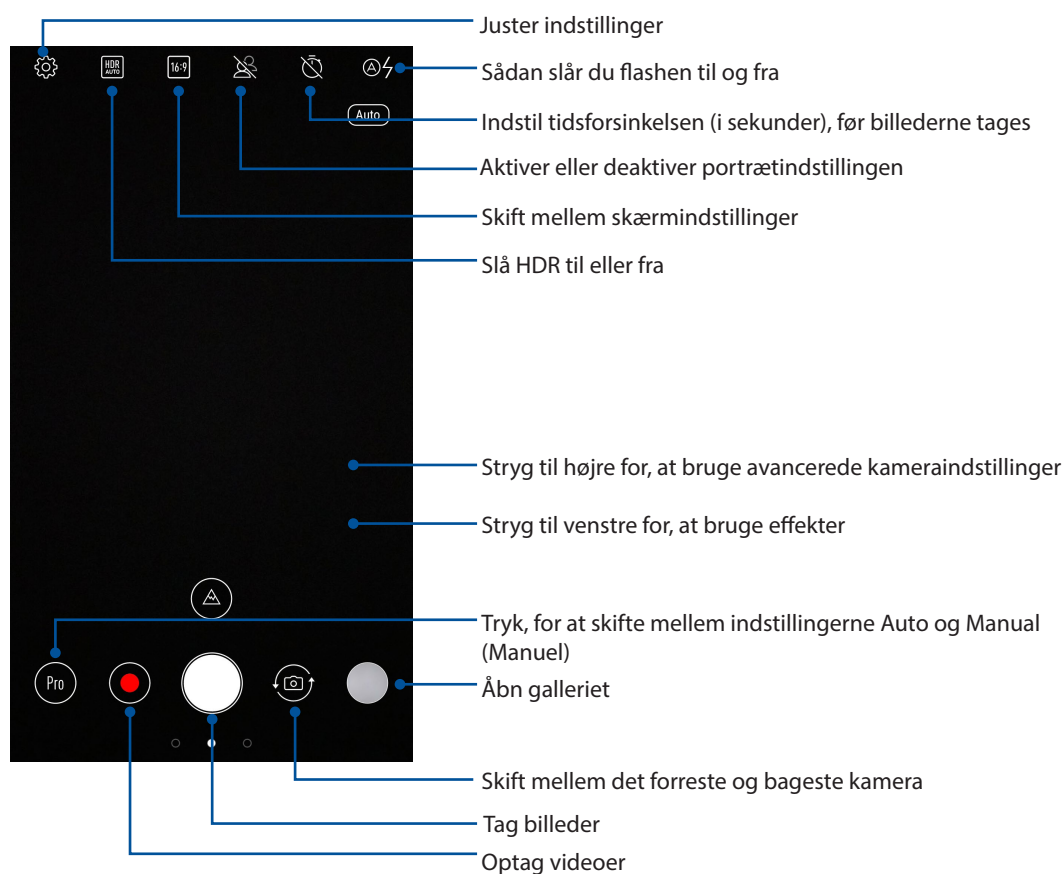 Juster indstillinger
HDR
AUTO
16:9
A
Sådan slår du flashen til og fra
Auto
Indstil tidsforsinkelsen (i sekunder), før billederne tages
Aktiver eller deaktiver portrætindstillingen
Skift mellem skærmindstillinger
Slå HDR til eller fra
Stryg til højre for, at bruge avancerede kameraindstillinger
Stryg til venstre for, at bruge effekter
Tryk, for at skifte mellem indstillingerne Auto og Manual
(Manuel)
Pro
Åbn galleriet
Skift mellem det forreste og bageste kamera
Tag billeder
Optag videoer